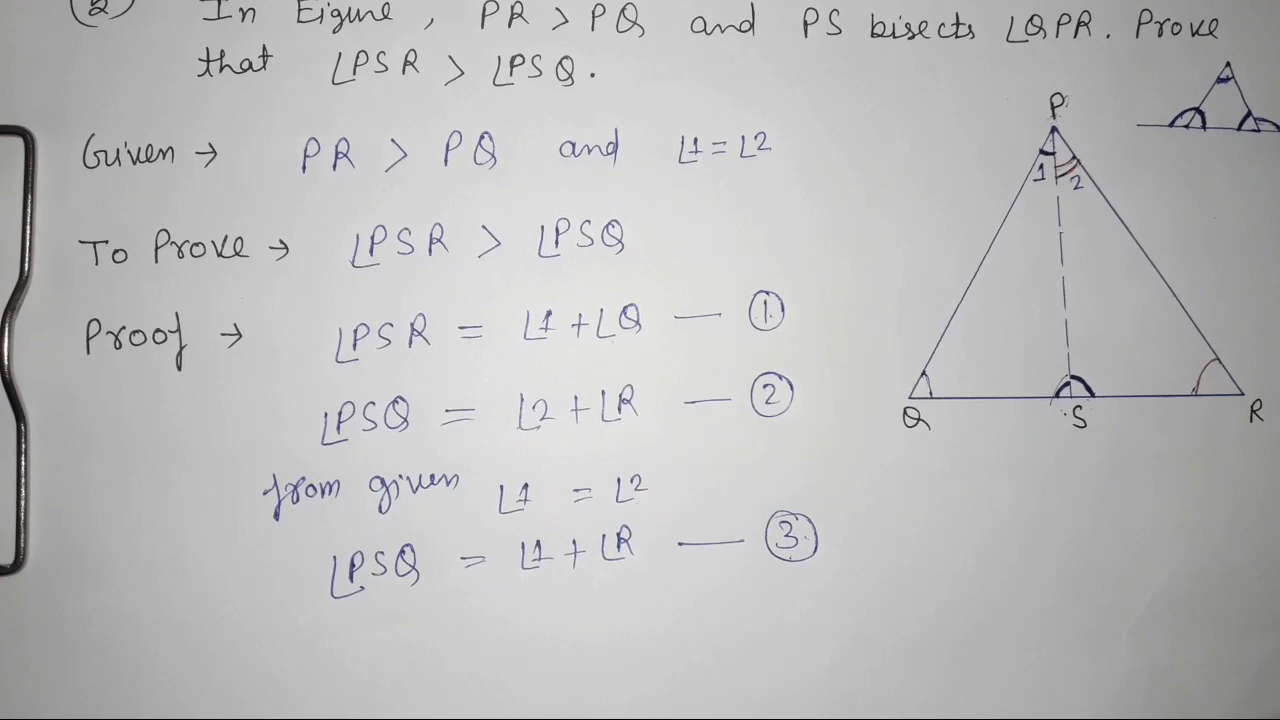 (2) In Figure, PR > PQ and PS bisects ∠QPR. Prove
that ∠PSR > ∠PSQ.
Given → PR > PQ and ∠1 = ∠2
To Prove → ∠PSR > ∠PSQ
Proof → ∠PSR = ∠1 + ∠Q — ①
∠PSQ = ∠2 + ∠R — ②
from given ∠1 = ∠2
∠PSQ = ∠1 + ∠R — ③
P
1 2
Q S R